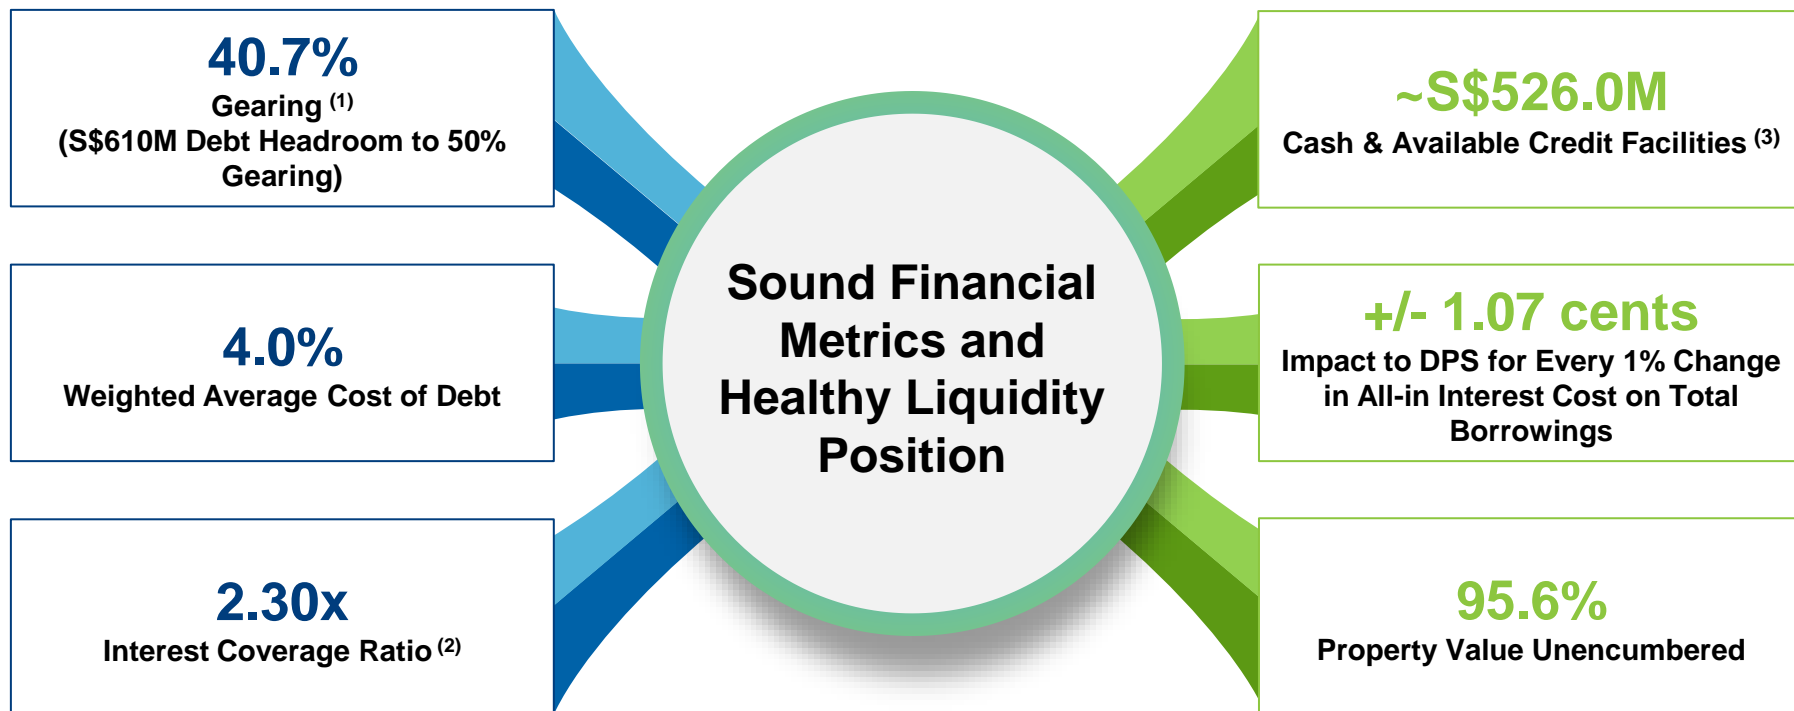 40.7%
Gearing (1)
(S$610M Debt Headroom to 50%
Gearing)
4.0%
Weighted Average Cost of Debt
2.30x
Interest Coverage Ratio (2)
Sound Financial
Metrics and
Healthy Liquidity
Position
~S$526.0M
Cash & Available Credit Facilities (3)
+/- 1.07 cents
Impact to DPS for Every 1% Change
in All-in Interest Cost on Total
Borrowings
95.6%
Property Value Unencumbered